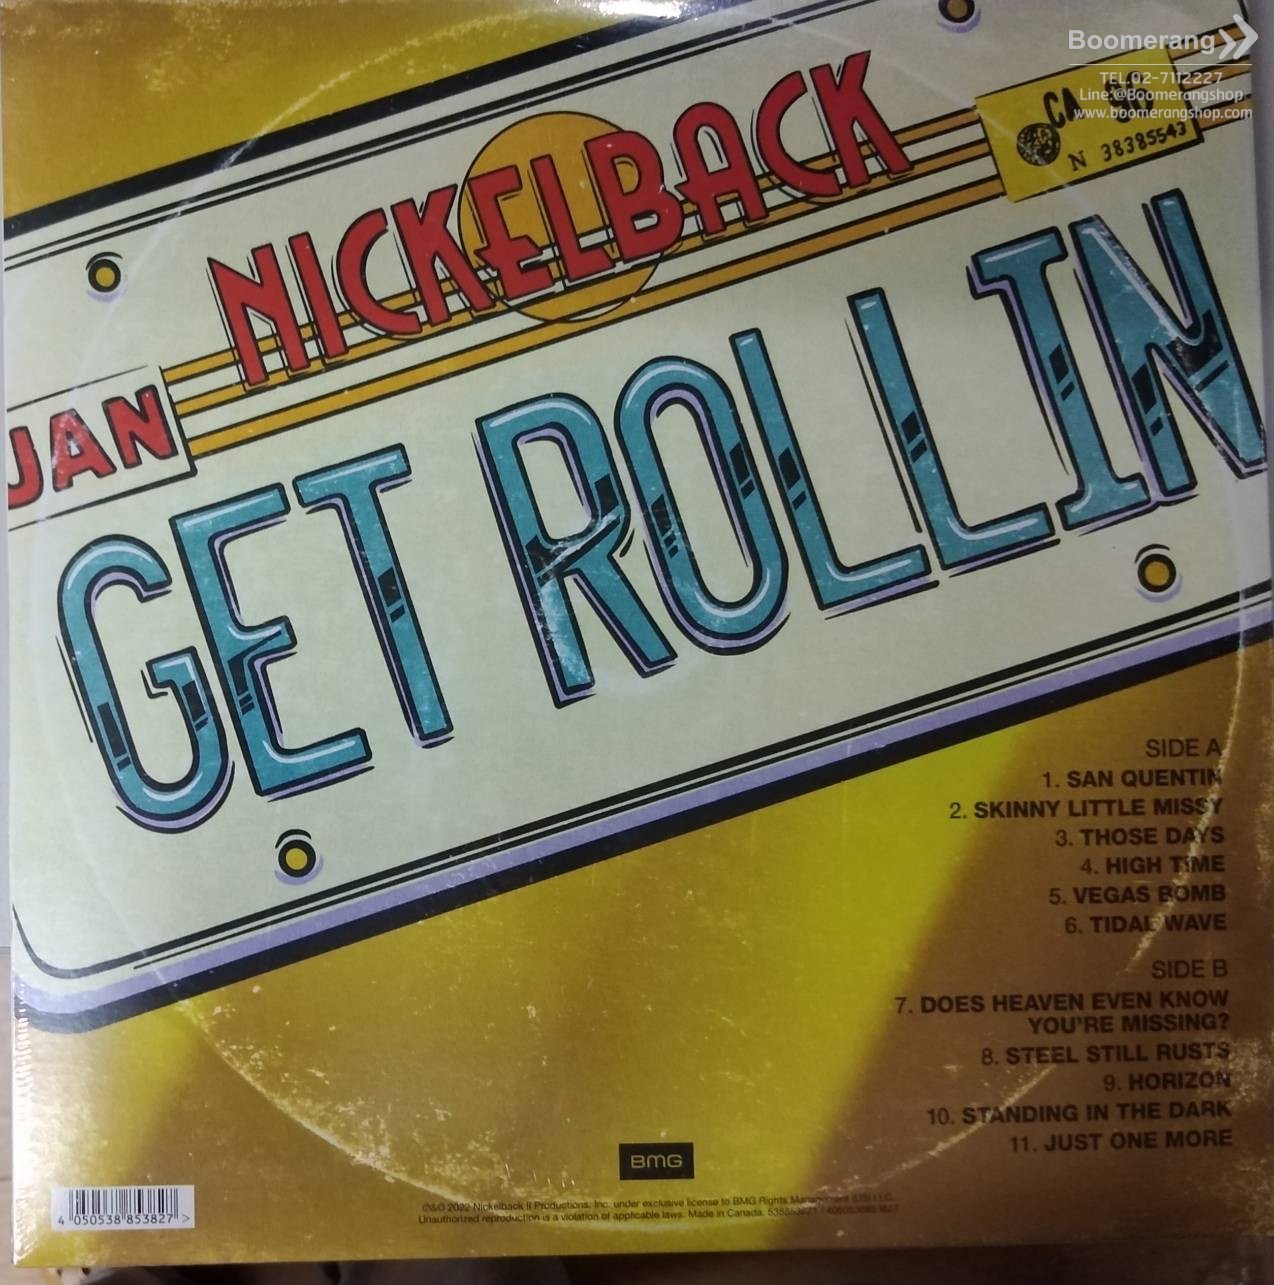 Boomerang
TEL.02-7112227
Line:@Boomerangshop
www.boomerangshop.com
CA
N 38385543
NICKELBACK
JAN
GET ROLLIN
SIDE A
1. SAN QUENTIN
2. SKINNY LITTLE MISSY
3. THOSE DAYS
4. HIGH TIME
5. VEGAS BOMB
6. TIDAL WAVE
SIDE B
7. DOES HEAVEN EVEN KNOW
YOU'RE MISSING?
8. STEEL STILL RUSTS
9. HORIZON
10. STANDING IN THE DARK
11. JUST ONE MORE
BMG
4 050538 853827 >
℗&© 2022 Nickelback II Productions, Inc. under exclusive license to BMG Rights Management (US) LLC.
Unauthorized reproduction is a violation of applicable laws. Made in Canada.